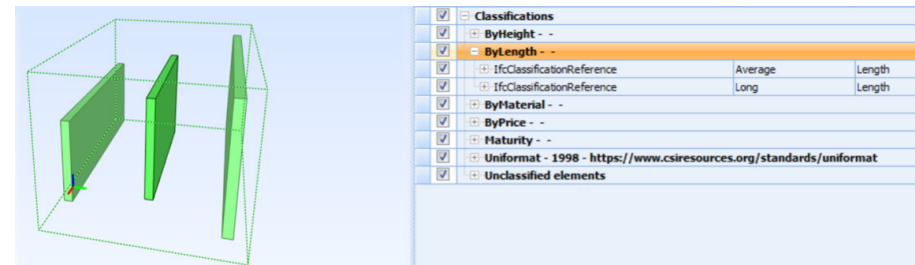 Classifications
ByHeight - -
ByLength - -
IfcClassificationReference Average Length
IfcClassificationReference Long Length
ByMaterial - -
ByPrice - -
Maturity - -
Uniformat - 1998 - https://www.csiresources.org/standards/uniformat
Unclassified elements